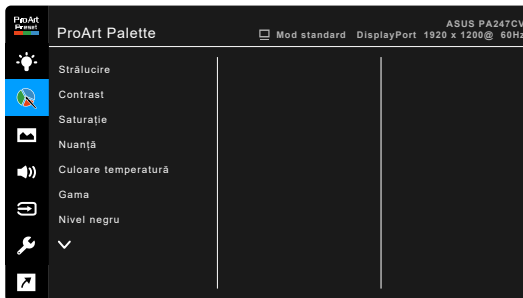 ProArt
Preset
ProArt Palette
ASUS PA247CV
Mod standard DisplayPort 1920 x 1200@ 60Hz
Strălucire
Contrast
Saturație
Nuanță
Culoare temperatură
Gama
Nivel negru